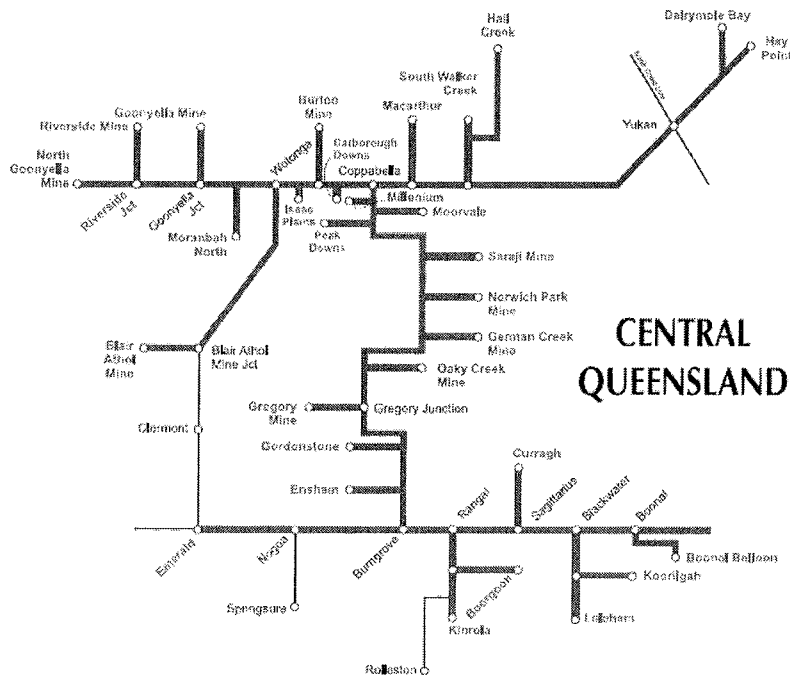 Dalrymple Bay
Hay
Point
Hail
Creek
South Walker
Creek
Macarthur
Burton
Mine
Goonyella Mine
Riverside Mine
Carborough
Downs
Yukan
Wotonga
Coppabella
North
Goonyella
Mine
Riverside
Jct
Goonyella
Jct
Isaac
Plains
Millenium
Moorvale
Moranbah
North
Peak
Downs
Saraji Mine
Norwich Park
Mine
CENTRAL
QUEENSLAND
German Creek
Mine
Blair
Athol
Mine
Blair Athol
Mine Jct
Oaky Creek
Mine
Gregory
Mine
Gregory Junction
Clermont
Gordonstone
Curragh
Ensham
Rangal
Sagittarius
Blackwater
Boonal
Emerald
Nogoa
Burngrove
Boonal Balloon
Boorgoon
Koorilgah
Springsure
Kinrola
Laleham
Rolleston